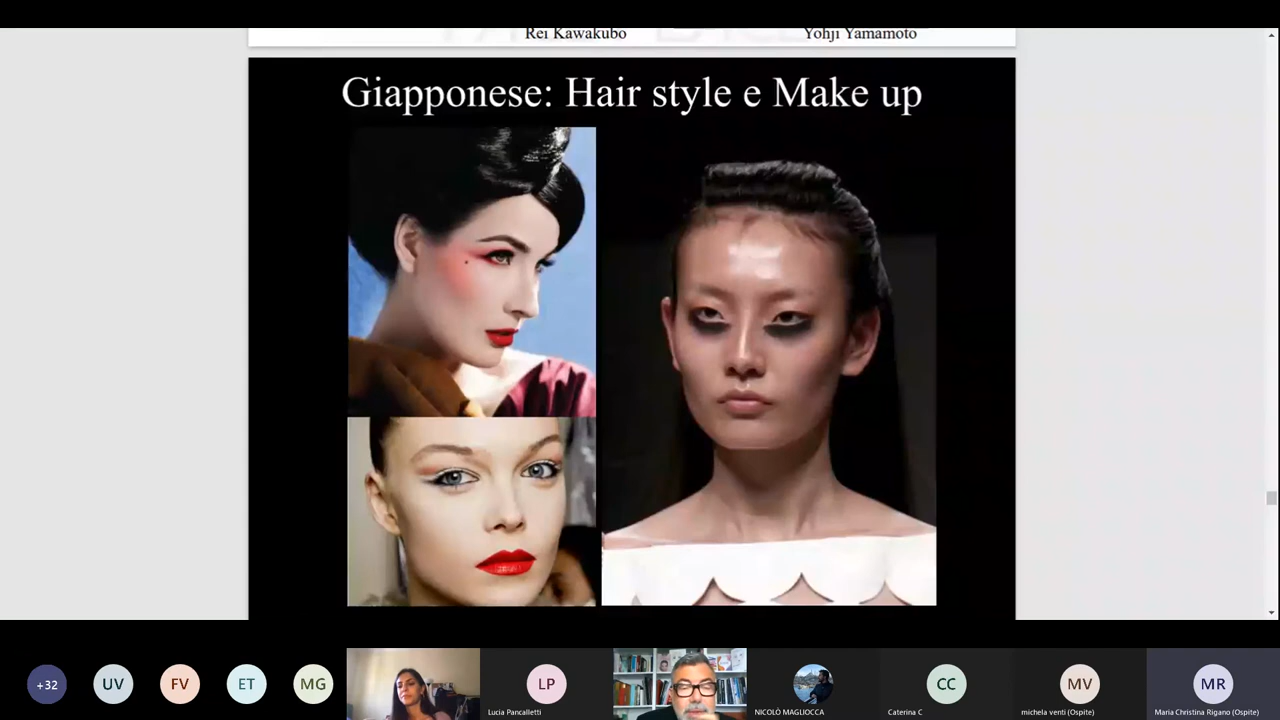 Rei Kawakubo
Yohji Yamamoto
Giapponese: Hair style e Make up
+32
UV
FV
ET
MG
LP
CC
MV
MR
Lucia Pancalletti
NICOLÒ MAGLIOCCA
Caterina C
michela venti (Ospite)
Maria Christina Rigano (Ospite)